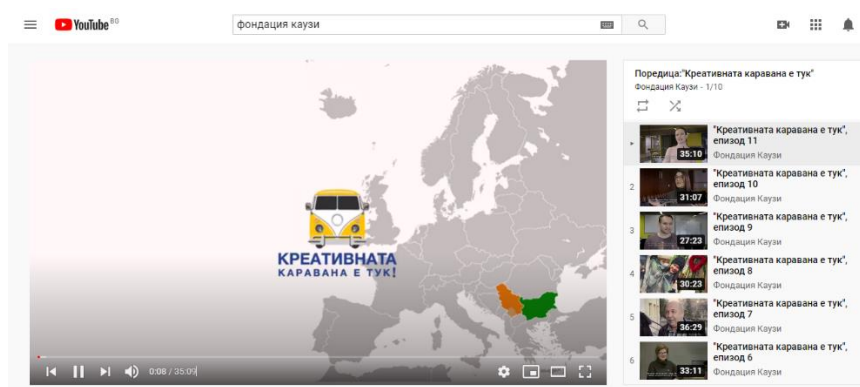 YouTube BG
фондация каузи
КРЕАТИВНАТА
КАРАВАНА Е ТУК!
0:08 / 35:09
Поредица:"Креативната каравана е тук"
Фондация Каузи - 1/10
"Креативната каравана е тук",
епизод 11
35:10
Фондация Каузи
2
"Креативната каравана е тук",
епизод 10
31:07
Фондация Каузи
3
"Креативната каравана е тук",
епизод 9
27:23
Фондация Каузи
4
"Креативната каравана е тук",
епизод 8
30:23
Фондация Каузи
5
"Креативната каравана е тук",
епизод 7
36:29
Фондация Каузи
6
"Креативната каравана е тук",
епизод 6
33:11
Фондация Каузи